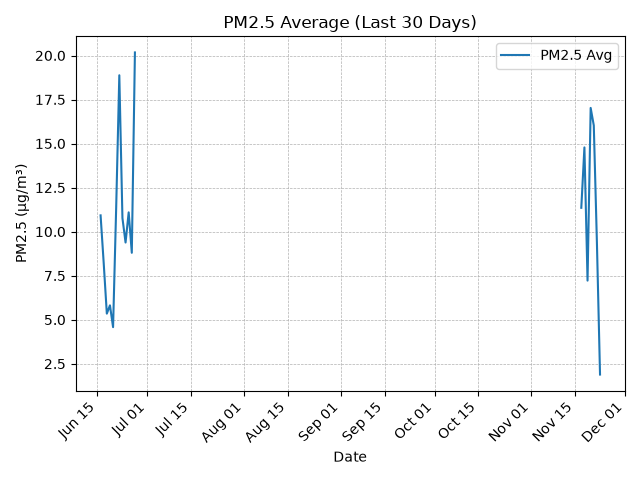 PM2.5 Average (Last 30 Days)
PM2.5 Avg
PM2.5 (µg/m³)
20.0
17.5
15.0
12.5
10.0
7.5
5.0
2.5
Jun 15
Jul 01
Jul 15
Aug 01
Aug 15
Sep 01
Sep 15
Oct 01
Oct 15
Nov 01
Nov 15
Dec 01
Date